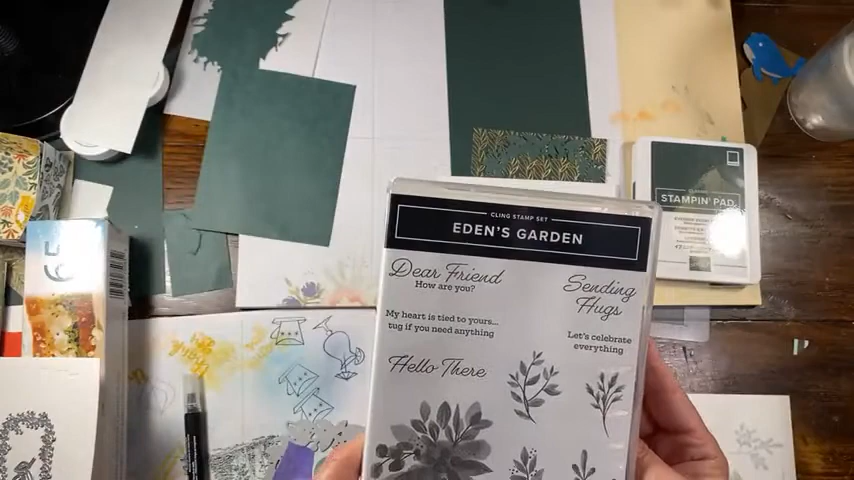 CLING STAMP SET
EDEN'S GARDEN
Dear Friend
How are you?
Sending
Hugs
My heart is tied to yours...
tug if you need anything
Let's celebrate
everything
Hello There
STAMPIN' PAD